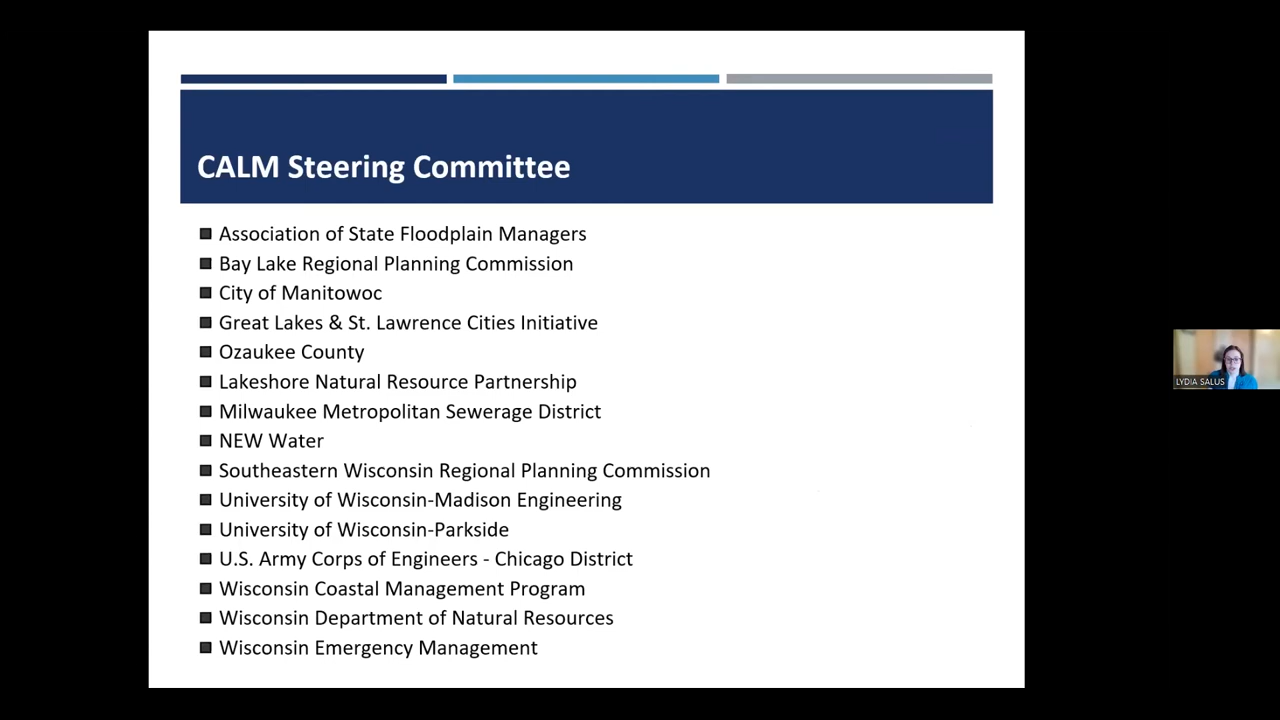 CALM Steering Committee
Association of State Floodplain Managers
Bay Lake Regional Planning Commission
City of Manitowoc
Great Lakes & St. Lawrence Cities Initiative
Ozaukee County
Lakeshore Natural Resource Partnership
Milwaukee Metropolitan Sewerage District
NEW Water
Southeastern Wisconsin Regional Planning Commission
University of Wisconsin-Madison Engineering
University of Wisconsin-Parkside
U.S. Army Corps of Engineers - Chicago District
Wisconsin Coastal Management Program
Wisconsin Department of Natural Resources
Wisconsin Emergency Management
LYDIA SALUS